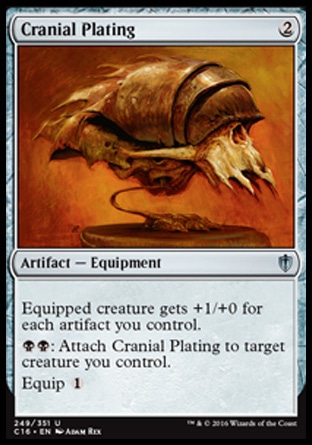 Cranial Plating 2
Artifact — Equipment
Equipped creature gets +1/+0 for
each artifact you control.
: Attach Cranial Plating to target
creature you control.
Equip 1
249/351 U
C16 • EN Adam Rex
™ & © 2016 Wizards of the Coast